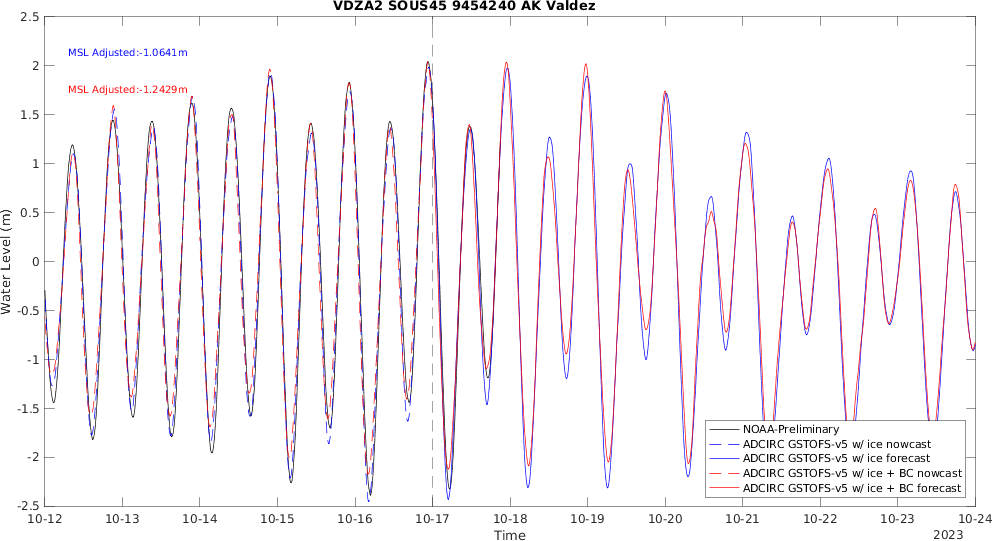 VDZA2 SOUS45 9454240 AK Valdez
MSL Adjusted:-1.0641m
MSL Adjusted:-1.2429m
Water Level (m)
2.5
2
1.5
1
0.5
0
-0.5
-1
-1.5
-2
-2.5
NOAA-Preliminary
ADCIRC GSTOFS-v5 w/ ice nowcast
ADCIRC GSTOFS-v5 w/ ice forecast
ADCIRC GSTOFS-v5 w/ ice + BC nowcast
ADCIRC GSTOFS-v5 w/ ice + BC forecast
10-12 10-13 10-14 10-15 10-16 10-17 10-18 10-19 10-20 10-21 10-22 10-23 10-24
Time
2023